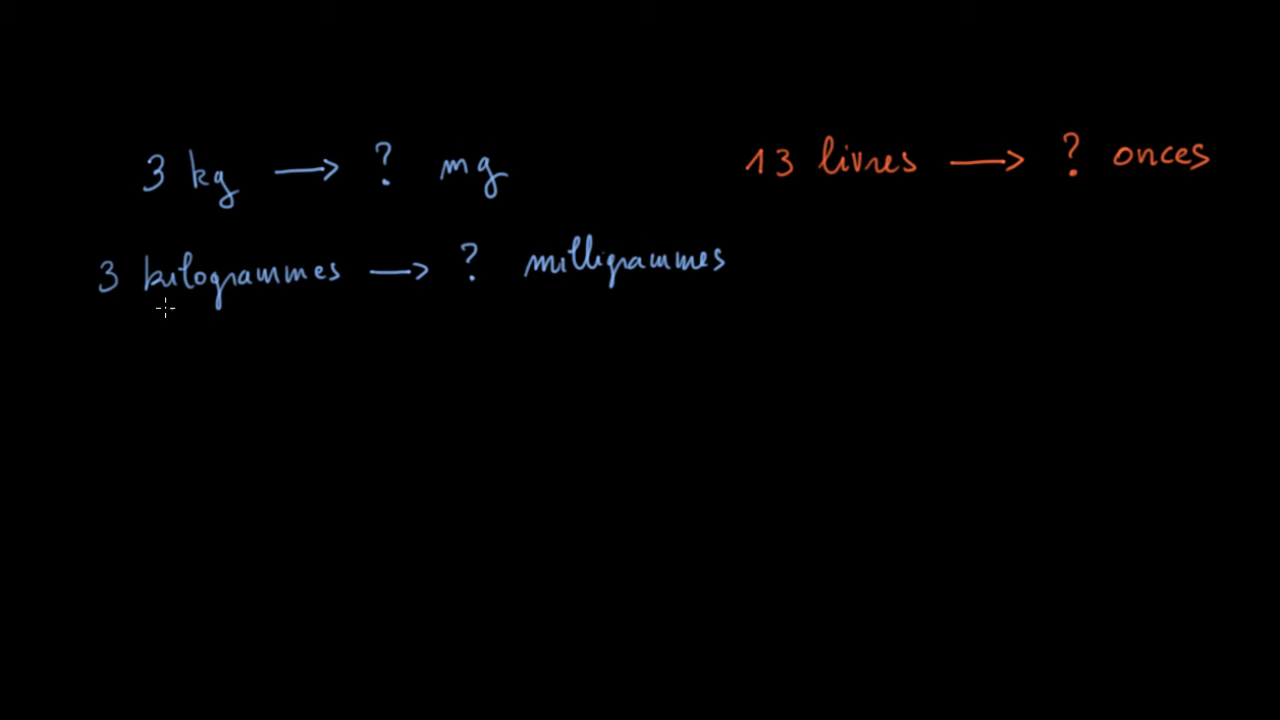 3 kg → ? mg
13 livres → ? onces
3 kilogrammes → ? milligrammes